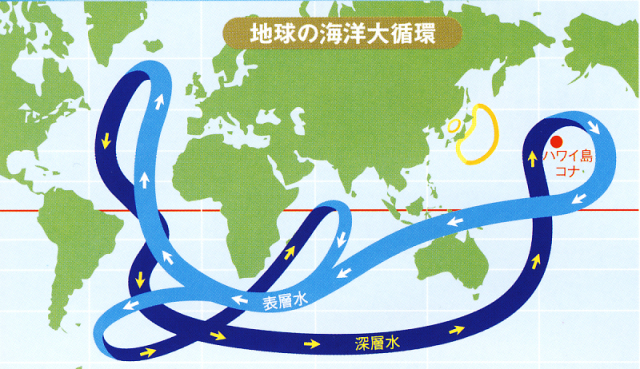 地球の海洋大循環
ハワイ島
コナ
表層水
深層水